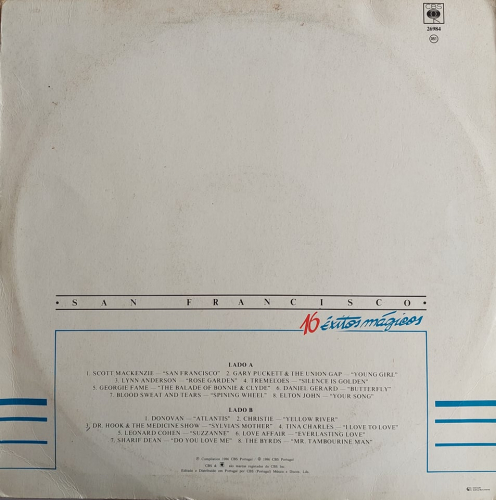 CBS
26984
• SAN FRANCISCO •
16 éxitos mágicos
LADO A
1. SCOTT MACKENZIE — "SAN FRANCISCO" 2. GARY PUCKETT & THE UNION GAP — "YOUNG GIRL"
3. LYNN ANDERSON — "ROSE GARDEN" 4. TREMELOES — "SILENCE IS GOLDEN"
5. GEORGIE FAME — "THE BALADE OF BONNIE & CLYDE" 6. DANIEL GERARD — "BUTTERFLY"
7. BLOOD SWEAT AND TEARS — "SPINING WHEEL" 8. ELTON JOHN — "YOUR SONG"
LADO B
1. DONOVAN — "ATLANTIS" 2. CHRISTIE — "YELLOW RIVER"
3. DR. HOOK & THE MEDICINE SHOW — "SYLVIA'S MOTHER" 4. TINA CHARLES — "I LOVE TO LOVE"
5. LEONARD COHEN — "SUZZANNE" 6. LOVE AFFAIR — "EVERLASTING LOVE"
7. SHARIF DEAN — "DO YOU LOVE ME" 8. THE BYRDS — "MR. TAMBOURINE MAN"